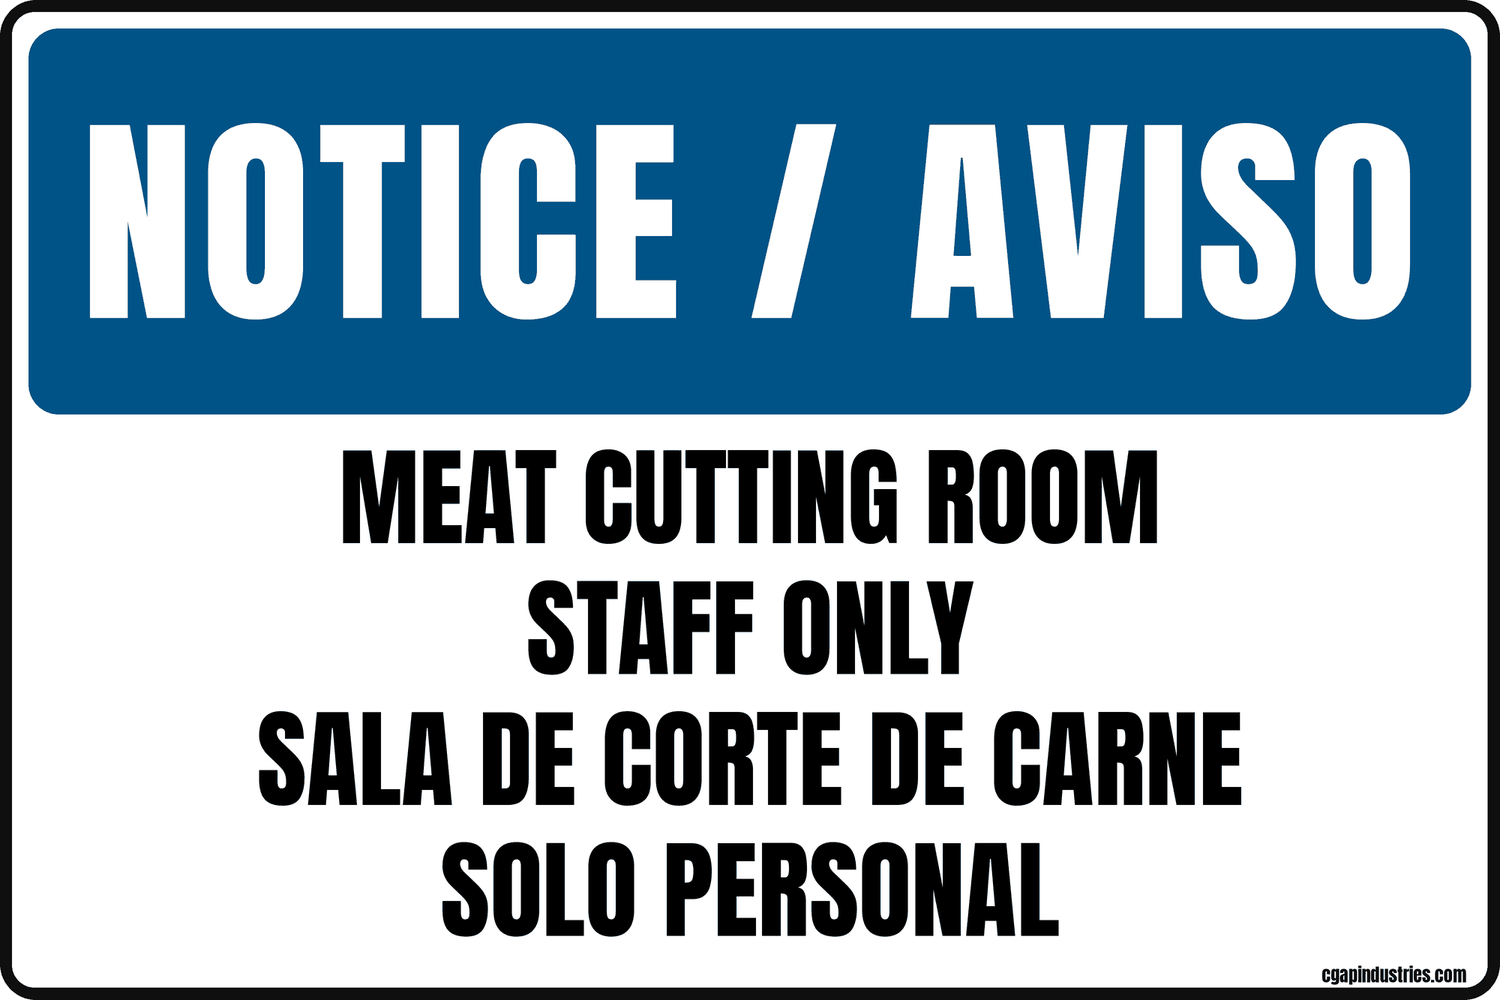 NOTICE / AVISO
MEAT CUTTING ROOM
STAFF ONLY
SALA DE CORTE DE CARNE
SOLO PERSONAL
cgapindustries.com